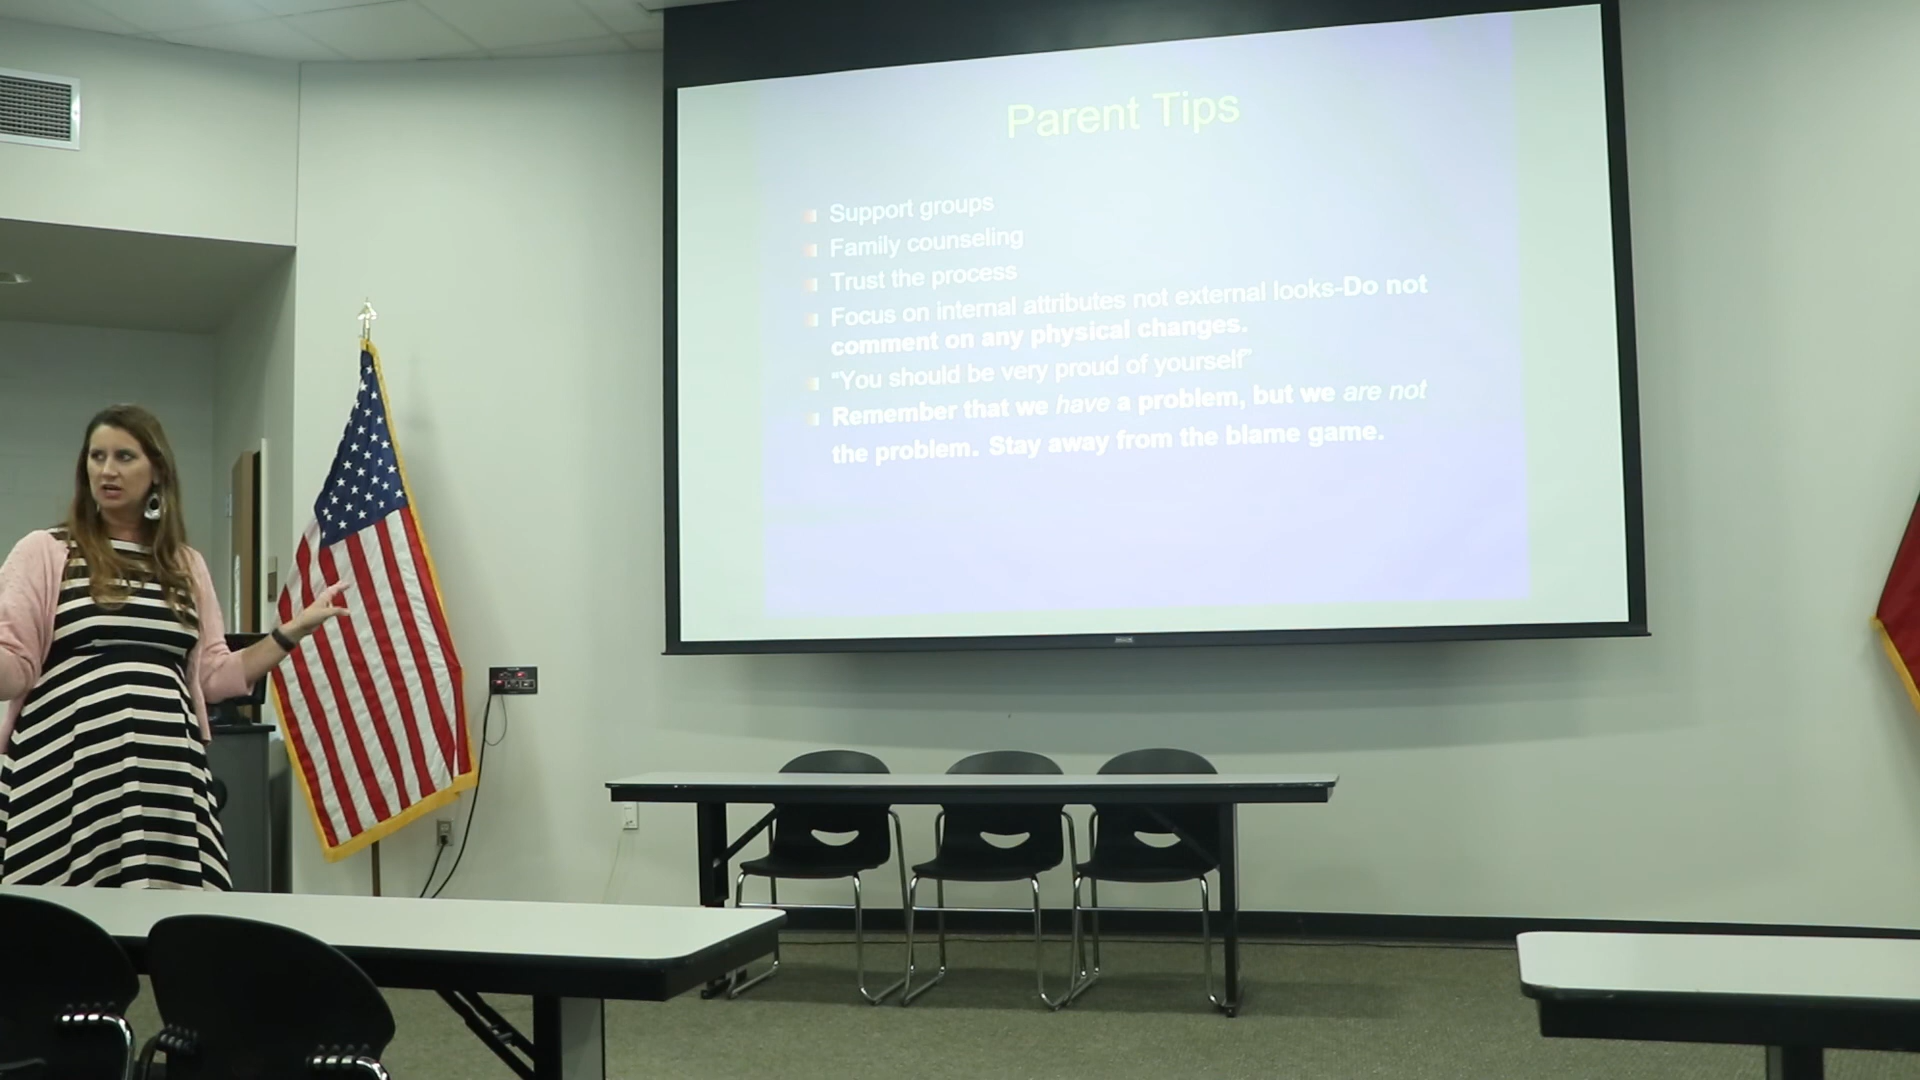 Parent Tips
Support groups
Family counseling
Trust the process
Focus on internal attributes not external looks-Do not
comment on any physical changes.
"You should be very proud of yourself"
Remember that we have a problem, but we are not
the problem. Stay away from the blame game.